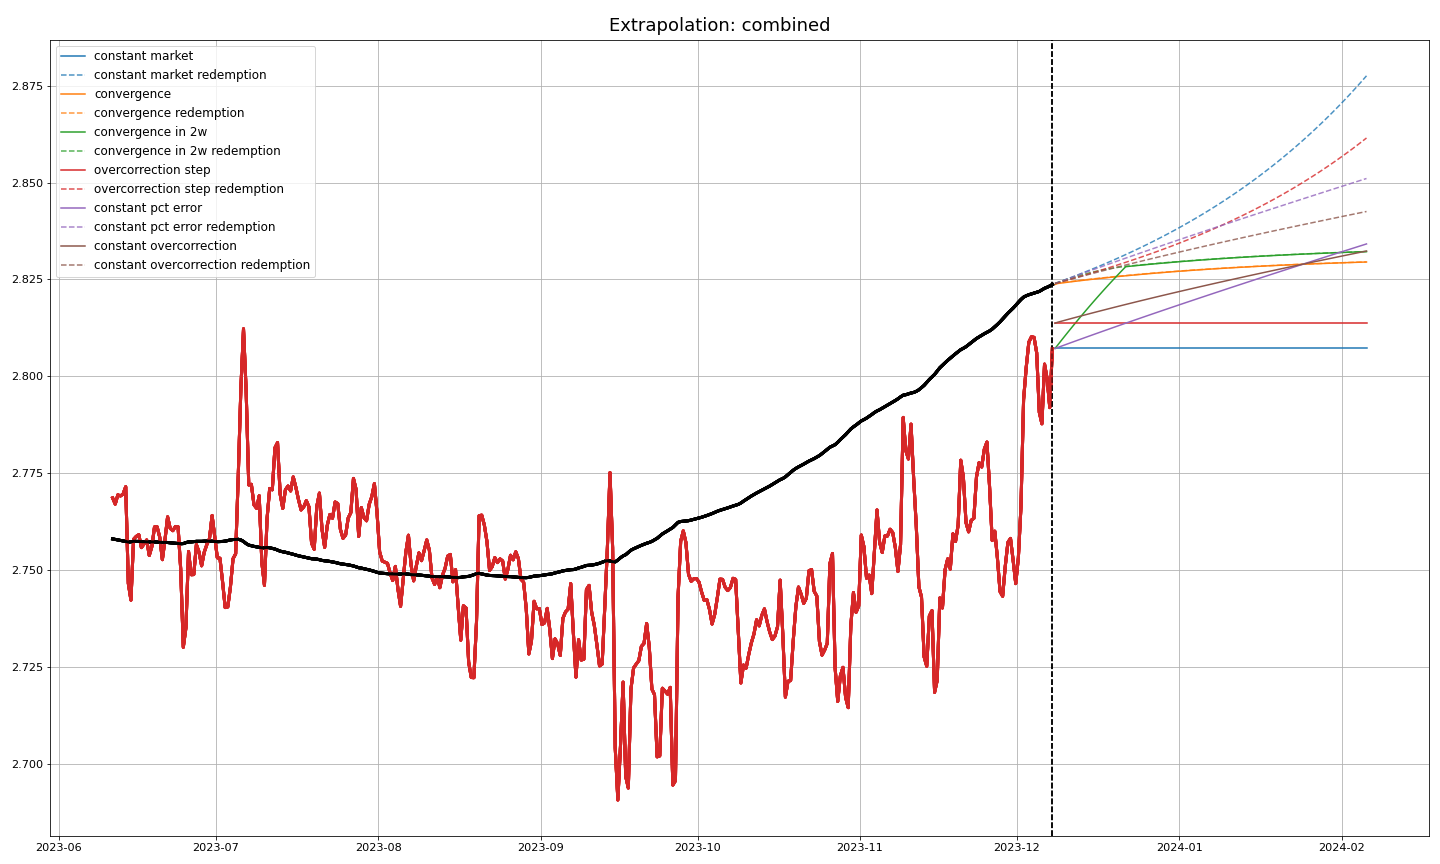 Extrapolation: combined
constant market
constant market redemption
convergence
convergence redemption
convergence in 2w
convergence in 2w redemption
overcorrection step
overcorrection step redemption
constant pct error
constant pct error redemption
constant overcorrection
constant overcorrection redemption
2.875
2.850
2.825
2.800
2.775
2.750
2.725
2.700
2023-06 2023-07 2023-08 2023-09 2023-10 2023-11 2023-12 2024-01 2024-02